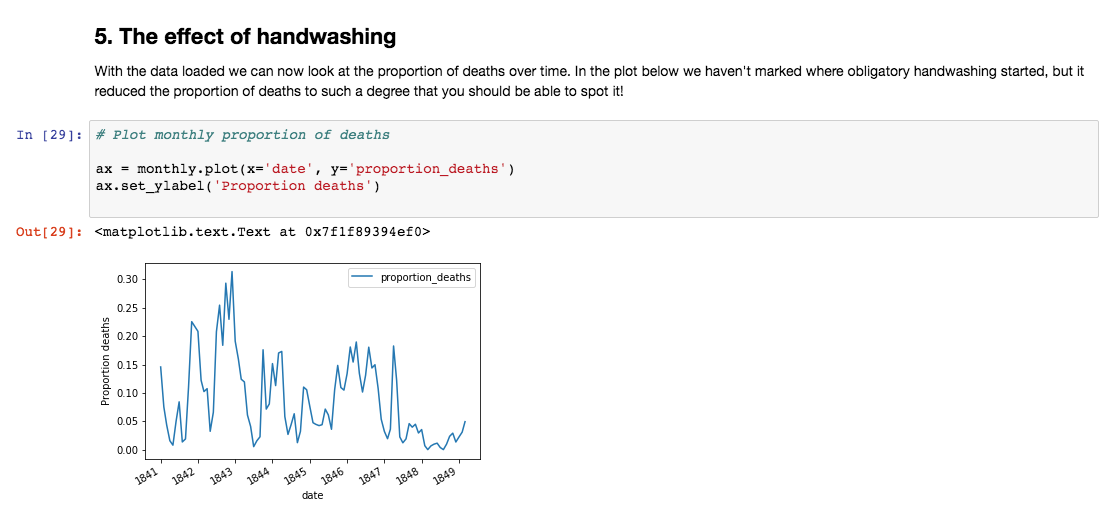 5. The effect of handwashing
With the data loaded we can now look at the proportion of deaths over time. In the plot below we haven't marked where obligatory handwashing started, but it
reduced the proportion of deaths to such a degree that you should be able to spot it!
In [29]: # Plot monthly proportion of deaths
ax = monthly.plot(x='date', y='proportion_deaths')
ax.set_ylabel('Proportion deaths')
Out[29]: <matplotlib.text.Text at 0x7f1f89394ef0>
proportion_deaths
0.30
0.25
0.20
0.15
0.10
0.05
0.00
Proportion deaths
1841 1842 1843 1844 1845 1846 1847 1848 1849
date